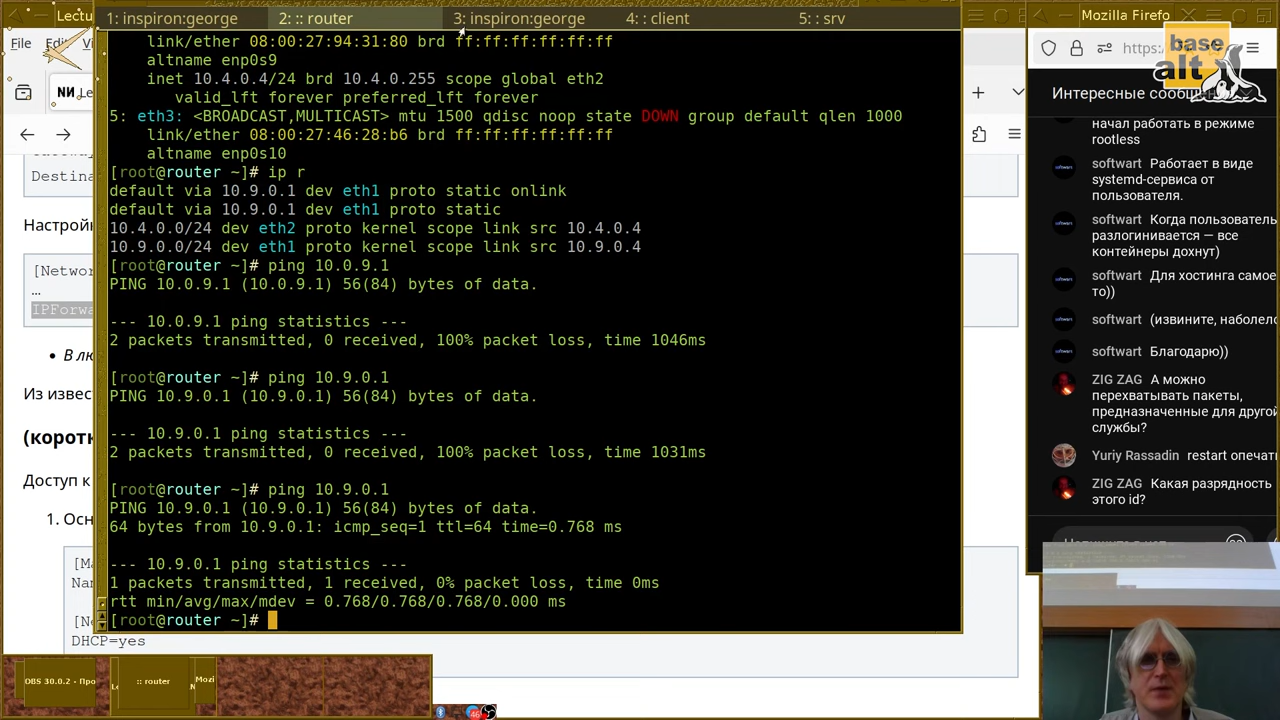 1: inspiron:george
2: :: router
3: inspiron:george
4: : client
5: : srv
link/ether 08:00:27:94:31:80 brd ff:ff:ff:ff:ff:ff
altname enp0s9
inet 10.4.0.4/24 brd 10.4.0.255 scope global eth2
valid_lft forever preferred_lft forever
5: eth3: <BROADCAST,MULTICAST> mtu 1500 qdisc noop state DOWN group default qlen 1000
link/ether 08:00:27:46:28:b6 brd ff:ff:ff:ff:ff:ff
altname enp0s10
[root@router ~]# ip r
default via 10.9.0.1 dev eth1 proto static onlink
default via 10.9.0.1 dev eth1 proto static
10.4.0.0/24 dev eth2 proto kernel scope link src 10.4.0.4
10.9.0.0/24 dev eth1 proto kernel scope link src 10.9.0.4
[root@router ~]# ping 10.0.9.1
PING 10.0.9.1 (10.0.9.1) 56(84) bytes of data.
--- 10.0.9.1 ping statistics ---
2 packets transmitted, 0 received, 100% packet loss, time 1046ms
[root@router ~]# ping 10.9.0.1
PING 10.9.0.1 (10.9.0.1) 56(84) bytes of data.
--- 10.9.0.1 ping statistics ---
2 packets transmitted, 0 received, 100% packet loss, time 1031ms
[root@router ~]# ping 10.9.0.1
PING 10.9.0.1 (10.9.0.1) 56(84) bytes of data.
64 bytes from 10.9.0.1: icmp_seq=1 ttl=64 time=0.768 ms
--- 10.9.0.1 ping statistics ---
1 packets transmitted, 1 received, 0% packet loss, time 0ms
rtt min/avg/max/mdev = 0.768/0.768/0.768/0.000 ms
[root@router ~]#
Lectu
File
Destina
Настройк
[Networ
…
IPForwa
• В лю
Из извес
(коротк
Доступ к
1. Осн
[Ma
Nam
[Ne
DHCP=yes
OBS 30.0.2 - Про
:: router
Mozi
46
Mozilla Firefo
https:
base
alt
Интересные сообщ
начал работать в режиме
rootless
softwart Работает в виде
systemd-сервиса от
пользователя.
softwart Когда пользователь
разлогинивается — все
контейнеры дохнут)
softwart Для хостинга самое
то))
softwart (извините, наболело
softwart Благодарю))
ZIG ZAG А можно
перехватывать пакеты,
предназначенные для другой
службы?
Yuriy Rassadin restart опечат
ZIG ZAG Какая разрядность
этого id?